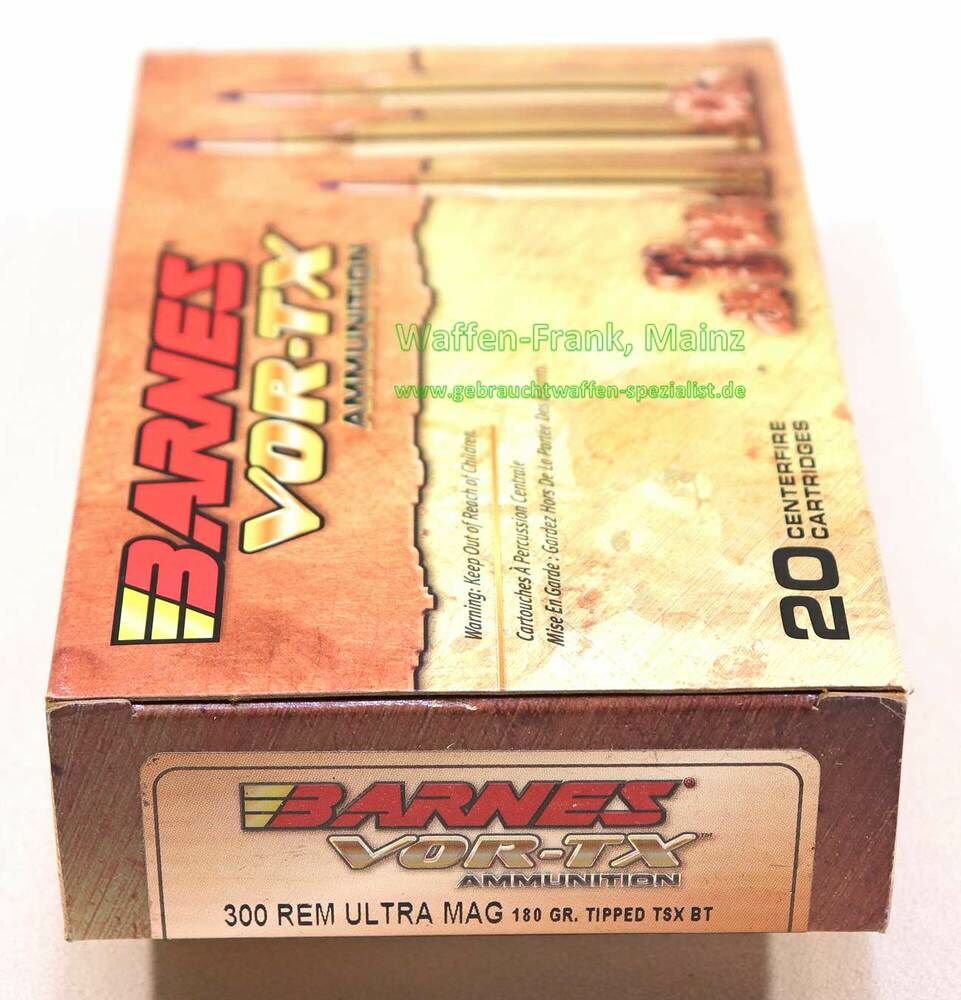 BARNES
VOR-TX
AMMUNITION
Waffen-Frank, Mainz
www.gebrauchtwaffen-spezialist.de
Warning: Keep Out of Reach of Children.
Cartouches À Percussion Centrale
Mise En Garde : Gardez Hors De La Portée Des
20 CENTERFIRE
CARTRIDGES
BARNES®
VOR-TX™
AMMUNITION
300 REM ULTRA MAG 180 GR. TIPPED TSX BT